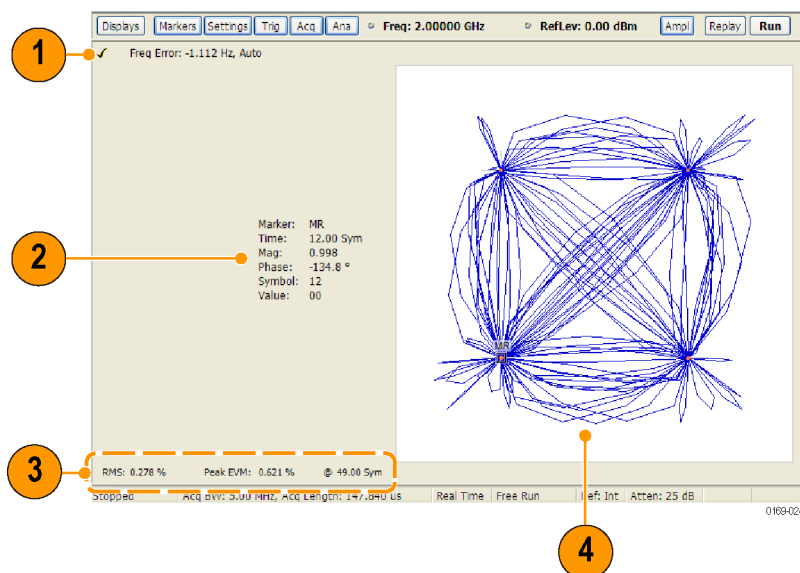 Displays Markers Settings Trig Acq Ana Freq: 2.00000 GHz RefLev: 0.00 dBm Ampl Replay Run
1
Freq Error: -1.112 Hz, Auto
2
Marker: MR
Time: 12.00 Sym
Mag: 0.998
Phase: -134.8 °
Symbol: 12
Value: 00
MR
3
RMS: 0.278 % Peak EVM: 0.621 % @ 49.00 Sym
Stopped Acq BW: 5.00 MHz, Acq Length: 147.840 us Real Time Free Run Ref: Int Atten: 25 dB
0169-024
4